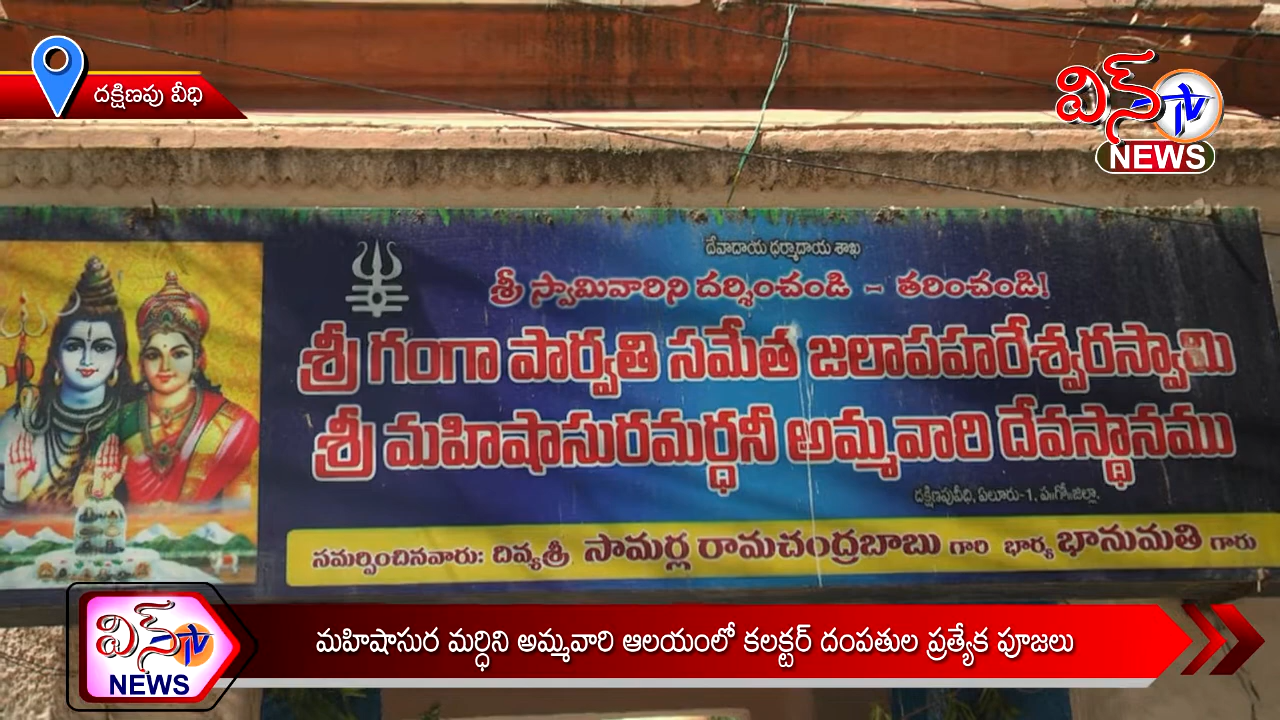 దక్షిణపు వీధి
విన్ TV
NEWS
దేవాదాయ ధర్మాదాయ శాఖ
శ్రీ స్వామివారిని దర్శించండి - తరించండి!
శ్రీ గంగా పార్వతి సమేత జలాపహరేశ్వరస్వామి
శ్రీ మహిషాసురమర్ధనీ అమ్మవారి దేవస్థానము
దక్షిణపువీధి, ఏలూరు-1. ప॥గో॥జిల్లా.
సమర్పించినవారు: దివ్యశ్రీ సామర్ల రామచంద్రబాబు గారి భార్య భానుమతి గారు
విన్ TV
NEWS
మహిషాసుర మర్ధిని అమ్మవారి ఆలయంలో కలక్టర్ దంపతుల ప్రత్యేక పూజలు